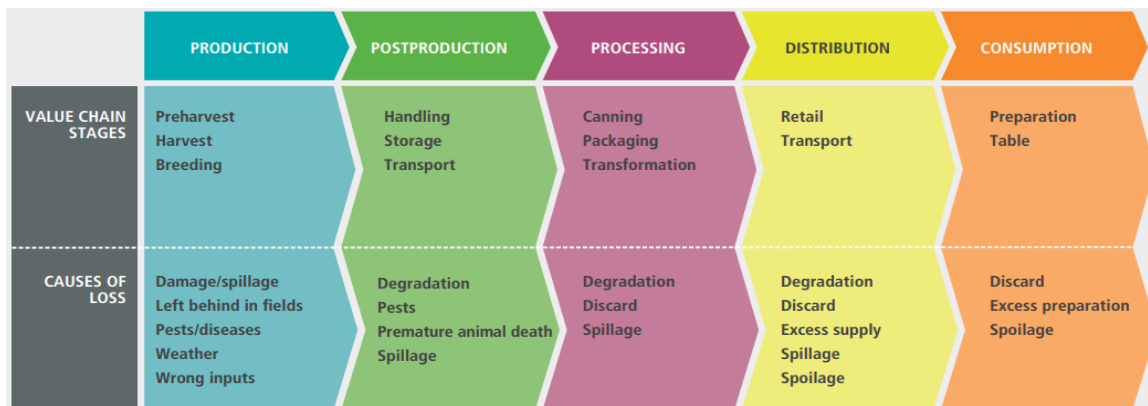 PRODUCTION
POSTPRODUCTION
PROCESSING
DISTRIBUTION
CONSUMPTION
VALUE CHAIN
STAGES
Preharvest
Harvest
Breeding
Handling
Storage
Transport
Canning
Packaging
Transformation
Retail
Transport
Preparation
Table
CAUSES OF
LOSS
Damage/spillage
Left behind in fields
Pests/diseases
Weather
Wrong inputs
Degradation
Pests
Premature animal death
Spillage
Degradation
Discard
Spillage
Degradation
Discard
Excess supply
Spillage
Spoilage
Discard
Excess preparation
Spoilage